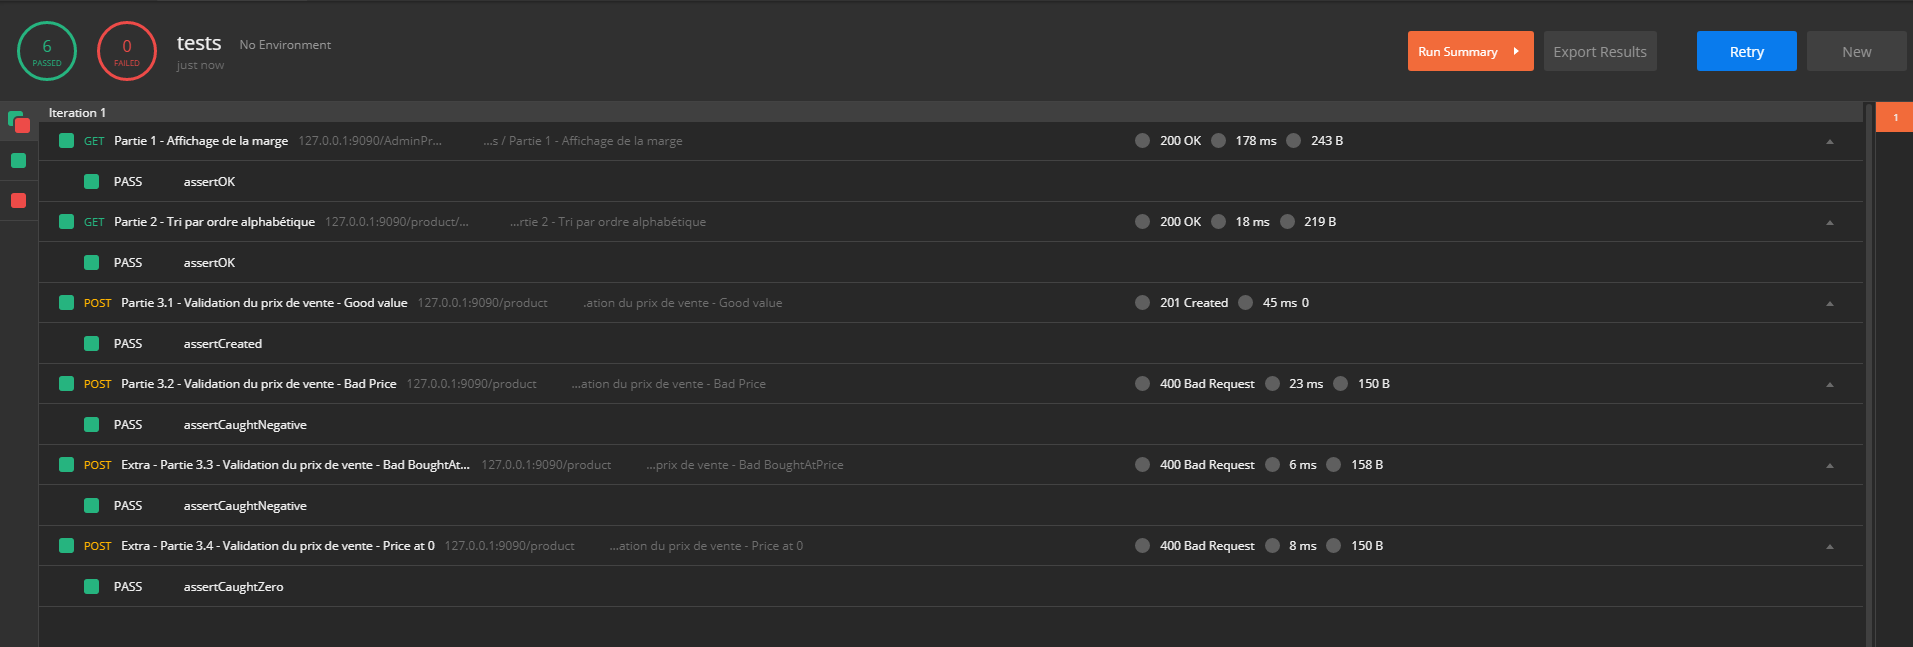 6
PASSED
0
FAILED
tests No Environment
just now
Run Summary
Export Results
Retry
New
Iteration 1
1
GET Partie 1 - Affichage de la marge 127.0.0.1:9090/AdminPr... ...s / Partie 1 - Affichage de la marge 200 OK 178 ms 243 B
PASS assertOK
GET Partie 2 - Tri par ordre alphabétique 127.0.0.1:9090/product/... ...rtie 2 - Tri par ordre alphabétique 200 OK 18 ms 219 B
PASS assertOK
POST Partie 3.1 - Validation du prix de vente - Good value 127.0.0.1:9090/product .ation du prix de vente - Good value 201 Created 45 ms 0
PASS assertCreated
POST Partie 3.2 - Validation du prix de vente - Bad Price 127.0.0.1:9090/product ...ation du prix de vente - Bad Price 400 Bad Request 23 ms 150 B
PASS assertCaughtNegative
POST Extra - Partie 3.3 - Validation du prix de vente - Bad BoughtAt... 127.0.0.1:9090/product ...prix de vente - Bad BoughtAtPrice 400 Bad Request 6 ms 158 B
PASS assertCaughtNegative
POST Extra - Partie 3.4 - Validation du prix de vente - Price at 0 127.0.0.1:9090/product ...ation du prix de vente - Price at 0 400 Bad Request 8 ms 150 B
PASS assertCaughtZero